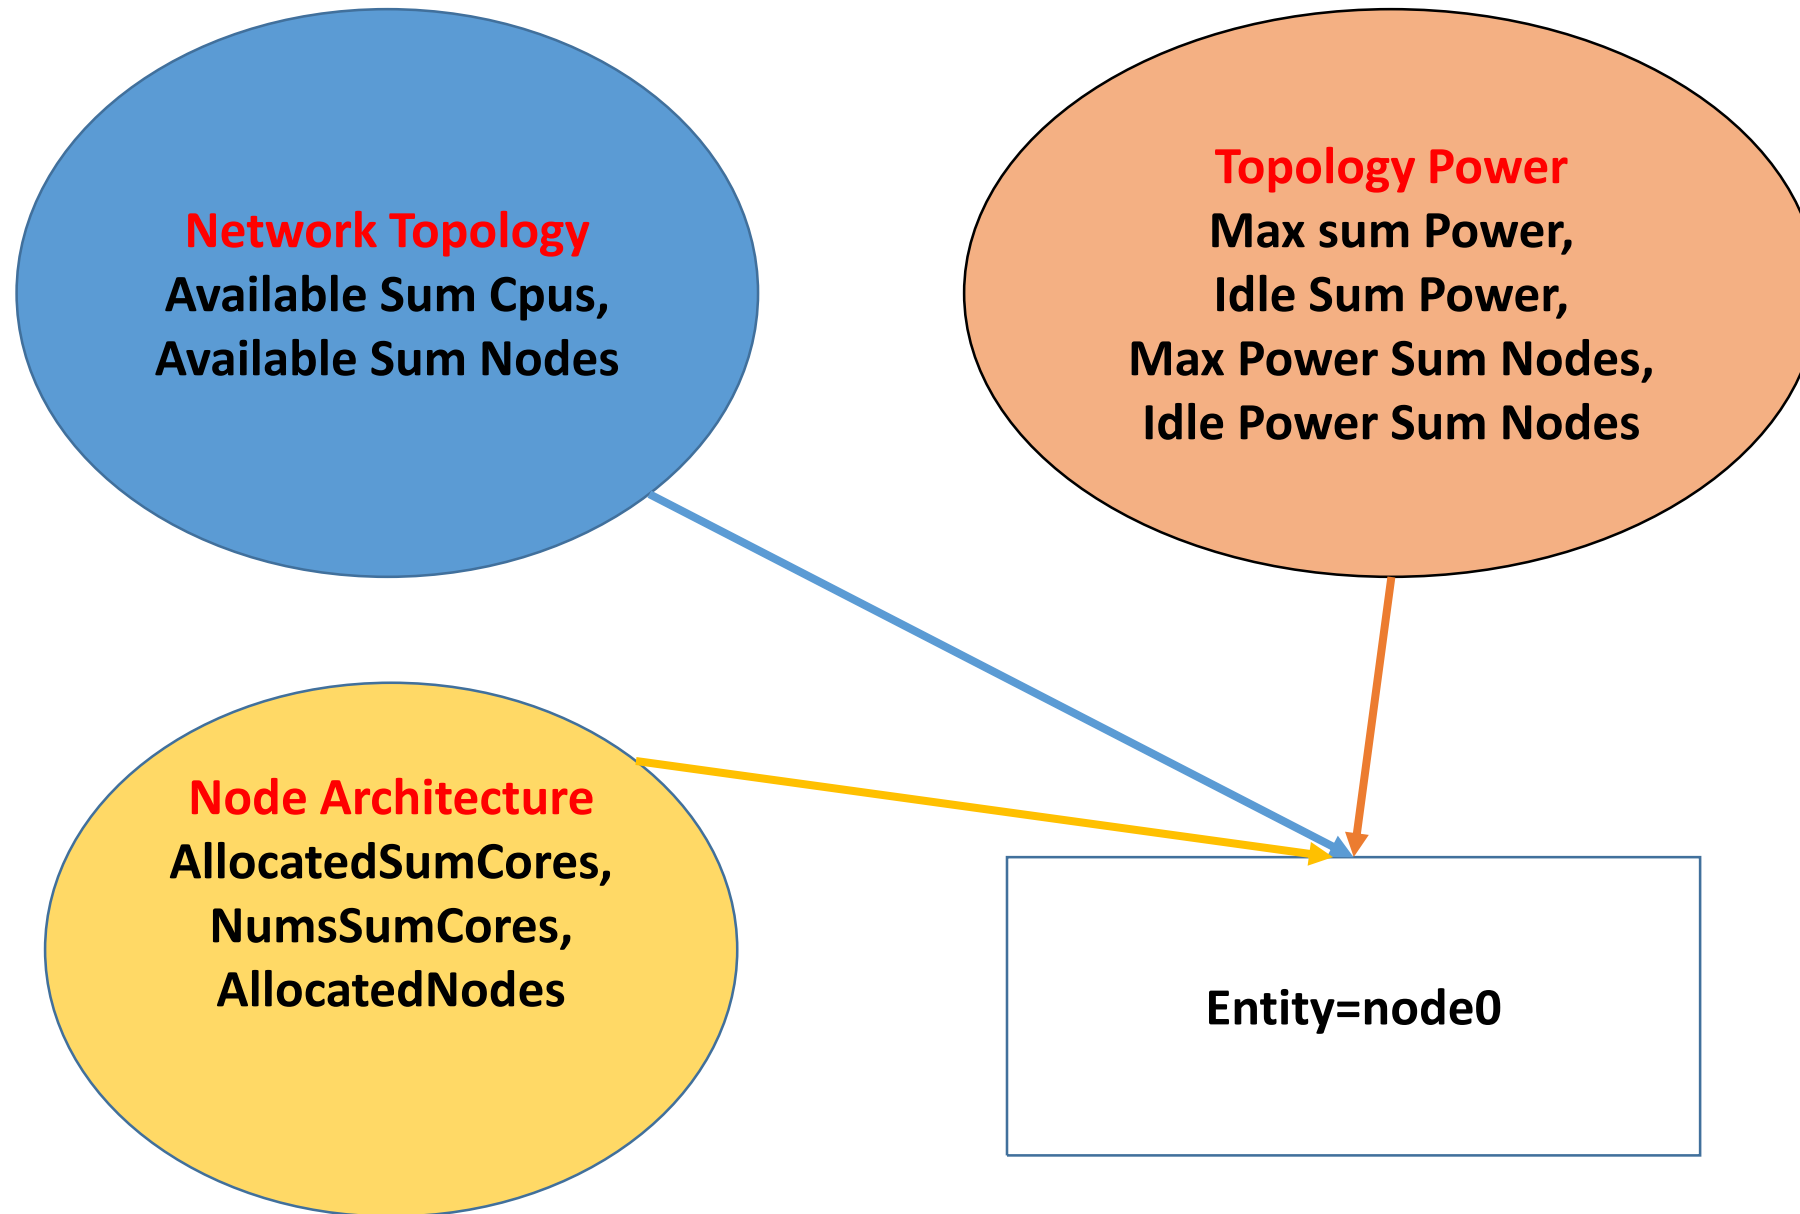 Network Topology
Available Sum Cpus,
Available Sum Nodes
Topology Power
Max sum Power,
Idle Sum Power,
Max Power Sum Nodes,
Idle Power Sum Nodes
Node Architecture
AllocatedSumCores,
NumsSumCores,
AllocatedNodes
Entity=node0